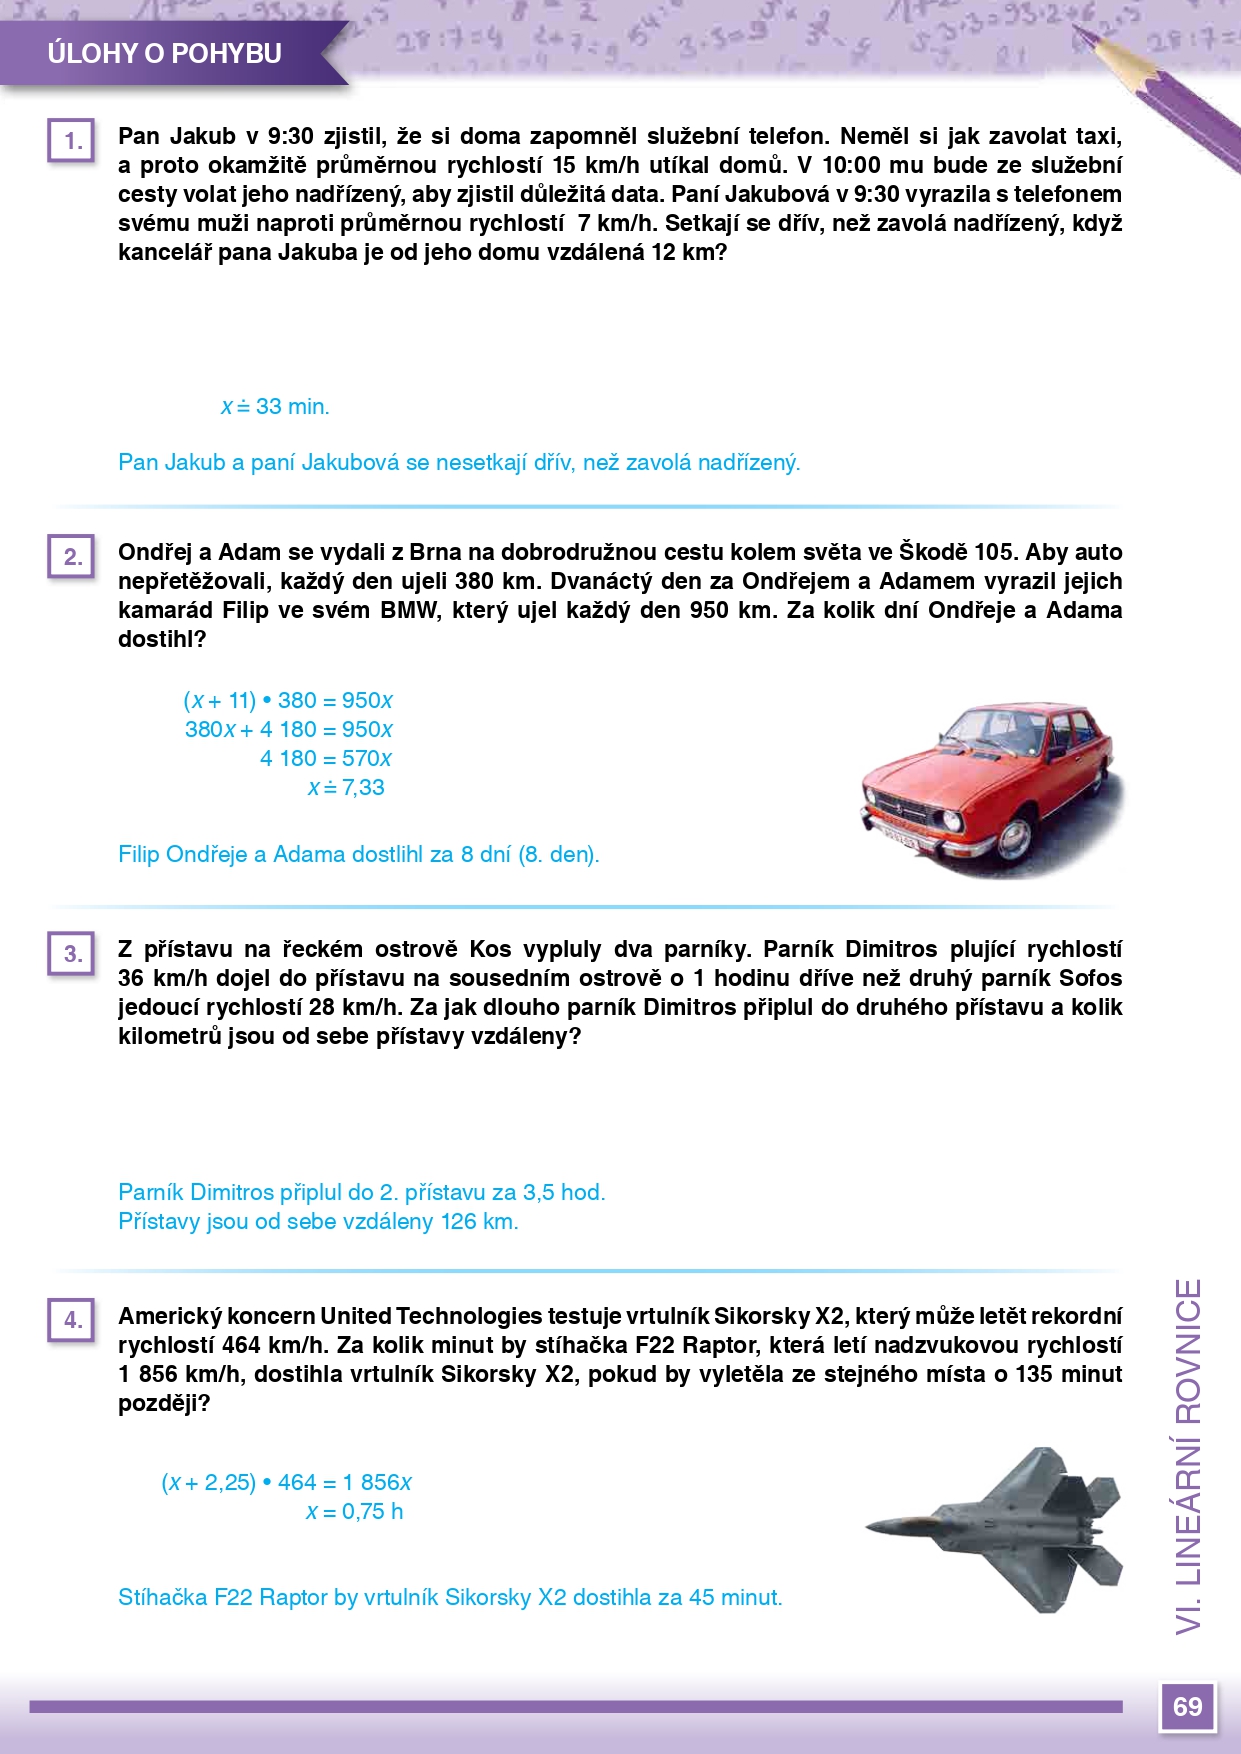 ÚLOHY O POHYBU
1.
Pan Jakub v 9:30 zjistil, že si doma zapomněl služební telefon. Neměl si jak zavolat taxi,
a proto okamžitě průměrnou rychlostí 15 km/h utíkal domů. V 10:00 mu bude ze služební
cesty volat jeho nadřízený, aby zjistil důležitá data. Paní Jakubová v 9:30 vyrazila s telefonem
svému muži naproti průměrnou rychlostí 7 km/h. Setkají se dřív, než zavolá nadřízený, když
kancelář pana Jakuba je od jeho domu vzdálená 12 km?
x ≐ 33 min.
Pan Jakub a paní Jakubová se nesetkají dřív, než zavolá nadřízený.
2.
Ondřej a Adam se vydali z Brna na dobrodružnou cestu kolem světa ve Škodě 105. Aby auto
nepřetěžovali, každý den ujeli 380 km. Dvanáctý den za Ondřejem a Adamem vyrazil jejich
kamarád Filip ve svém BMW, který ujel každý den 950 km. Za kolik dní Ondřeje a Adama
dostihl?
(x + 11) • 380 = 950x
380x + 4 180 = 950x
4 180 = 570x
x ≐ 7,33
Filip Ondřeje a Adama dostlihl za 8 dní (8. den).
3.
Z přístavu na řeckém ostrově Kos vypluly dva parníky. Parník Dimitros plující rychlostí
36 km/h dojel do přístavu na sousedním ostrově o 1 hodinu dříve než druhý parník Sofos
jedoucí rychlostí 28 km/h. Za jak dlouho parník Dimitros připlul do druhého přístavu a kolik
kilometrů jsou od sebe přístavy vzdáleny?
Parník Dimitros připlul do 2. přístavu za 3,5 hod.
Přístavy jsou od sebe vzdáleny 126 km.
4.
Americký koncern United Technologies testuje vrtulník Sikorsky X2, který může letět rekordní
rychlostí 464 km/h. Za kolik minut by stíhačka F22 Raptor, která letí nadzvukovou rychlostí
1 856 km/h, dostihla vrtulník Sikorsky X2, pokud by vyletěla ze stejného místa o 135 minut
později?
(x + 2,25) • 464 = 1 856x
x = 0,75 h
Stíhačka F22 Raptor by vrtulník Sikorsky X2 dostihla za 45 minut.
VI. LINEÁRNÍ ROVNICE
69